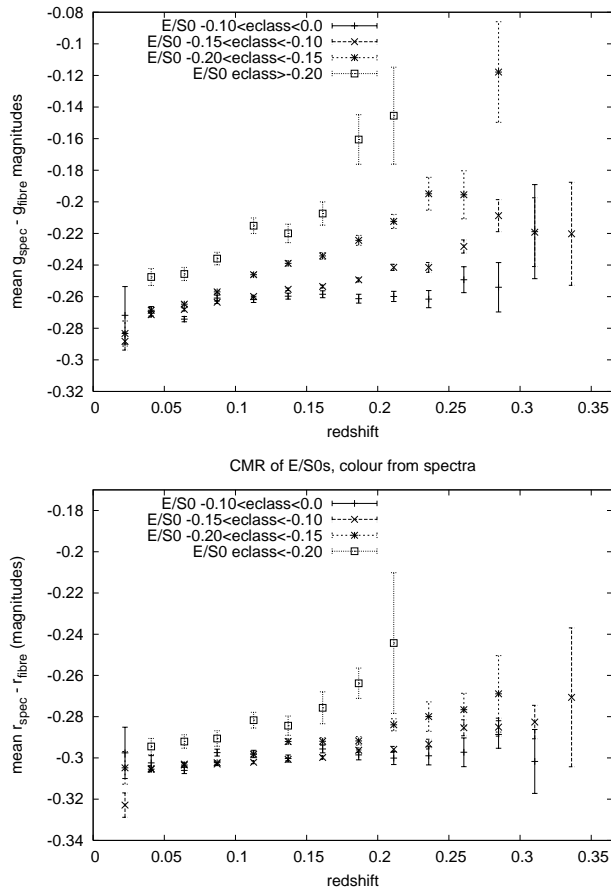 -0.08
-0.1
-0.12
-0.14
-0.16
-0.18
-0.2
-0.22
-0.24
-0.26
-0.28
-0.3
-0.32
mean g_spec - g_fibre magnitudes
E/S0 -0.10<eclass<0.0
E/S0 -0.15<eclass<-0.10
E/S0 -0.20<eclass<-0.15
E/S0 eclass>-0.20
0 0.05 0.1 0.15 0.2 0.25 0.3 0.35
redshift
CMR of E/S0s, colour from spectra
-0.18
-0.2
-0.22
-0.24
-0.26
-0.28
-0.3
-0.32
-0.34
mean r_spec - r_fibre (magnitudes)
E/S0 -0.10<eclass<0.0
E/S0 -0.15<eclass<-0.10
E/S0 -0.20<eclass<-0.15
E/S0 eclass<-0.20
0 0.05 0.1 0.15 0.2 0.25 0.3 0.35
redshift